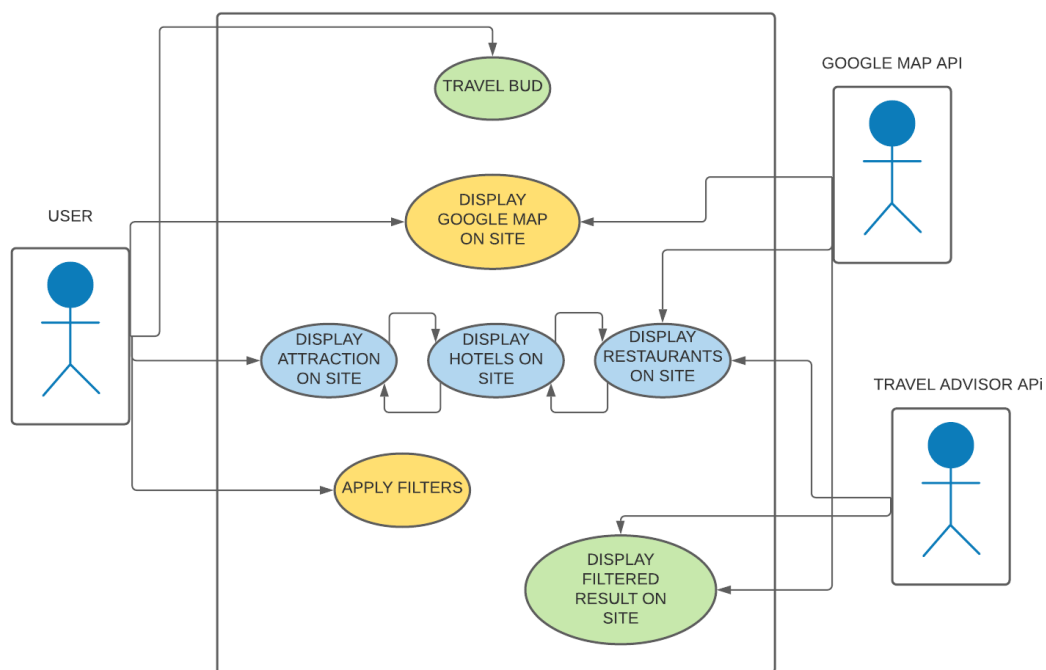 TRAVEL BUD
GOOGLE MAP API
DISPLAY
GOOGLE MAP
ON SITE
USER
DISPLAY
ATTRACTION
ON SITE
DISPLAY
HOTELS ON
SITE
DISPLAY
RESTAURANTS
ON SITE
TRAVEL ADVISOR APi
APPLY FILTERS
DISPLAY
FILTERED
RESULT ON
SITE